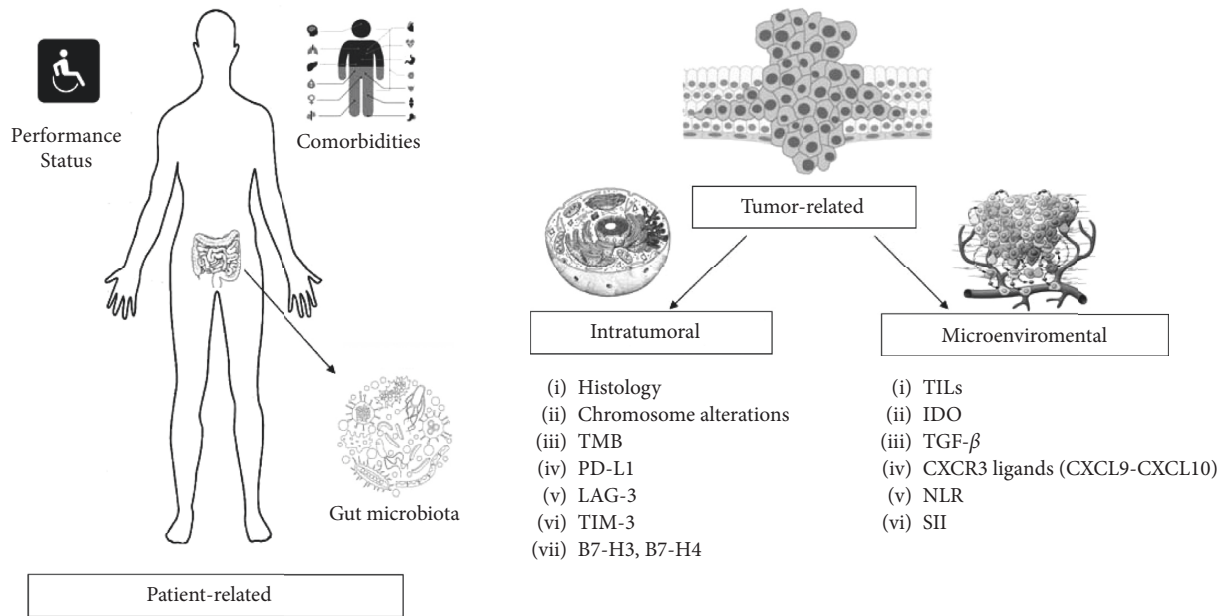 Performance
Status
Comorbidities
Gut microbiota
Patient-related
Tumor-related
Intratumoral
(i) Histology
(ii) Chromosome alterations
(iii) TMB
(iv) PD-L1
(v) LAG-3
(vi) TIM-3
(vii) B7-H3, B7-H4
Microenviromental
(i) TILs
(ii) IDO
(iii) TGF-β
(iv) CXCR3 ligands (CXCL9-CXCL10)
(v) NLR
(vi) SII